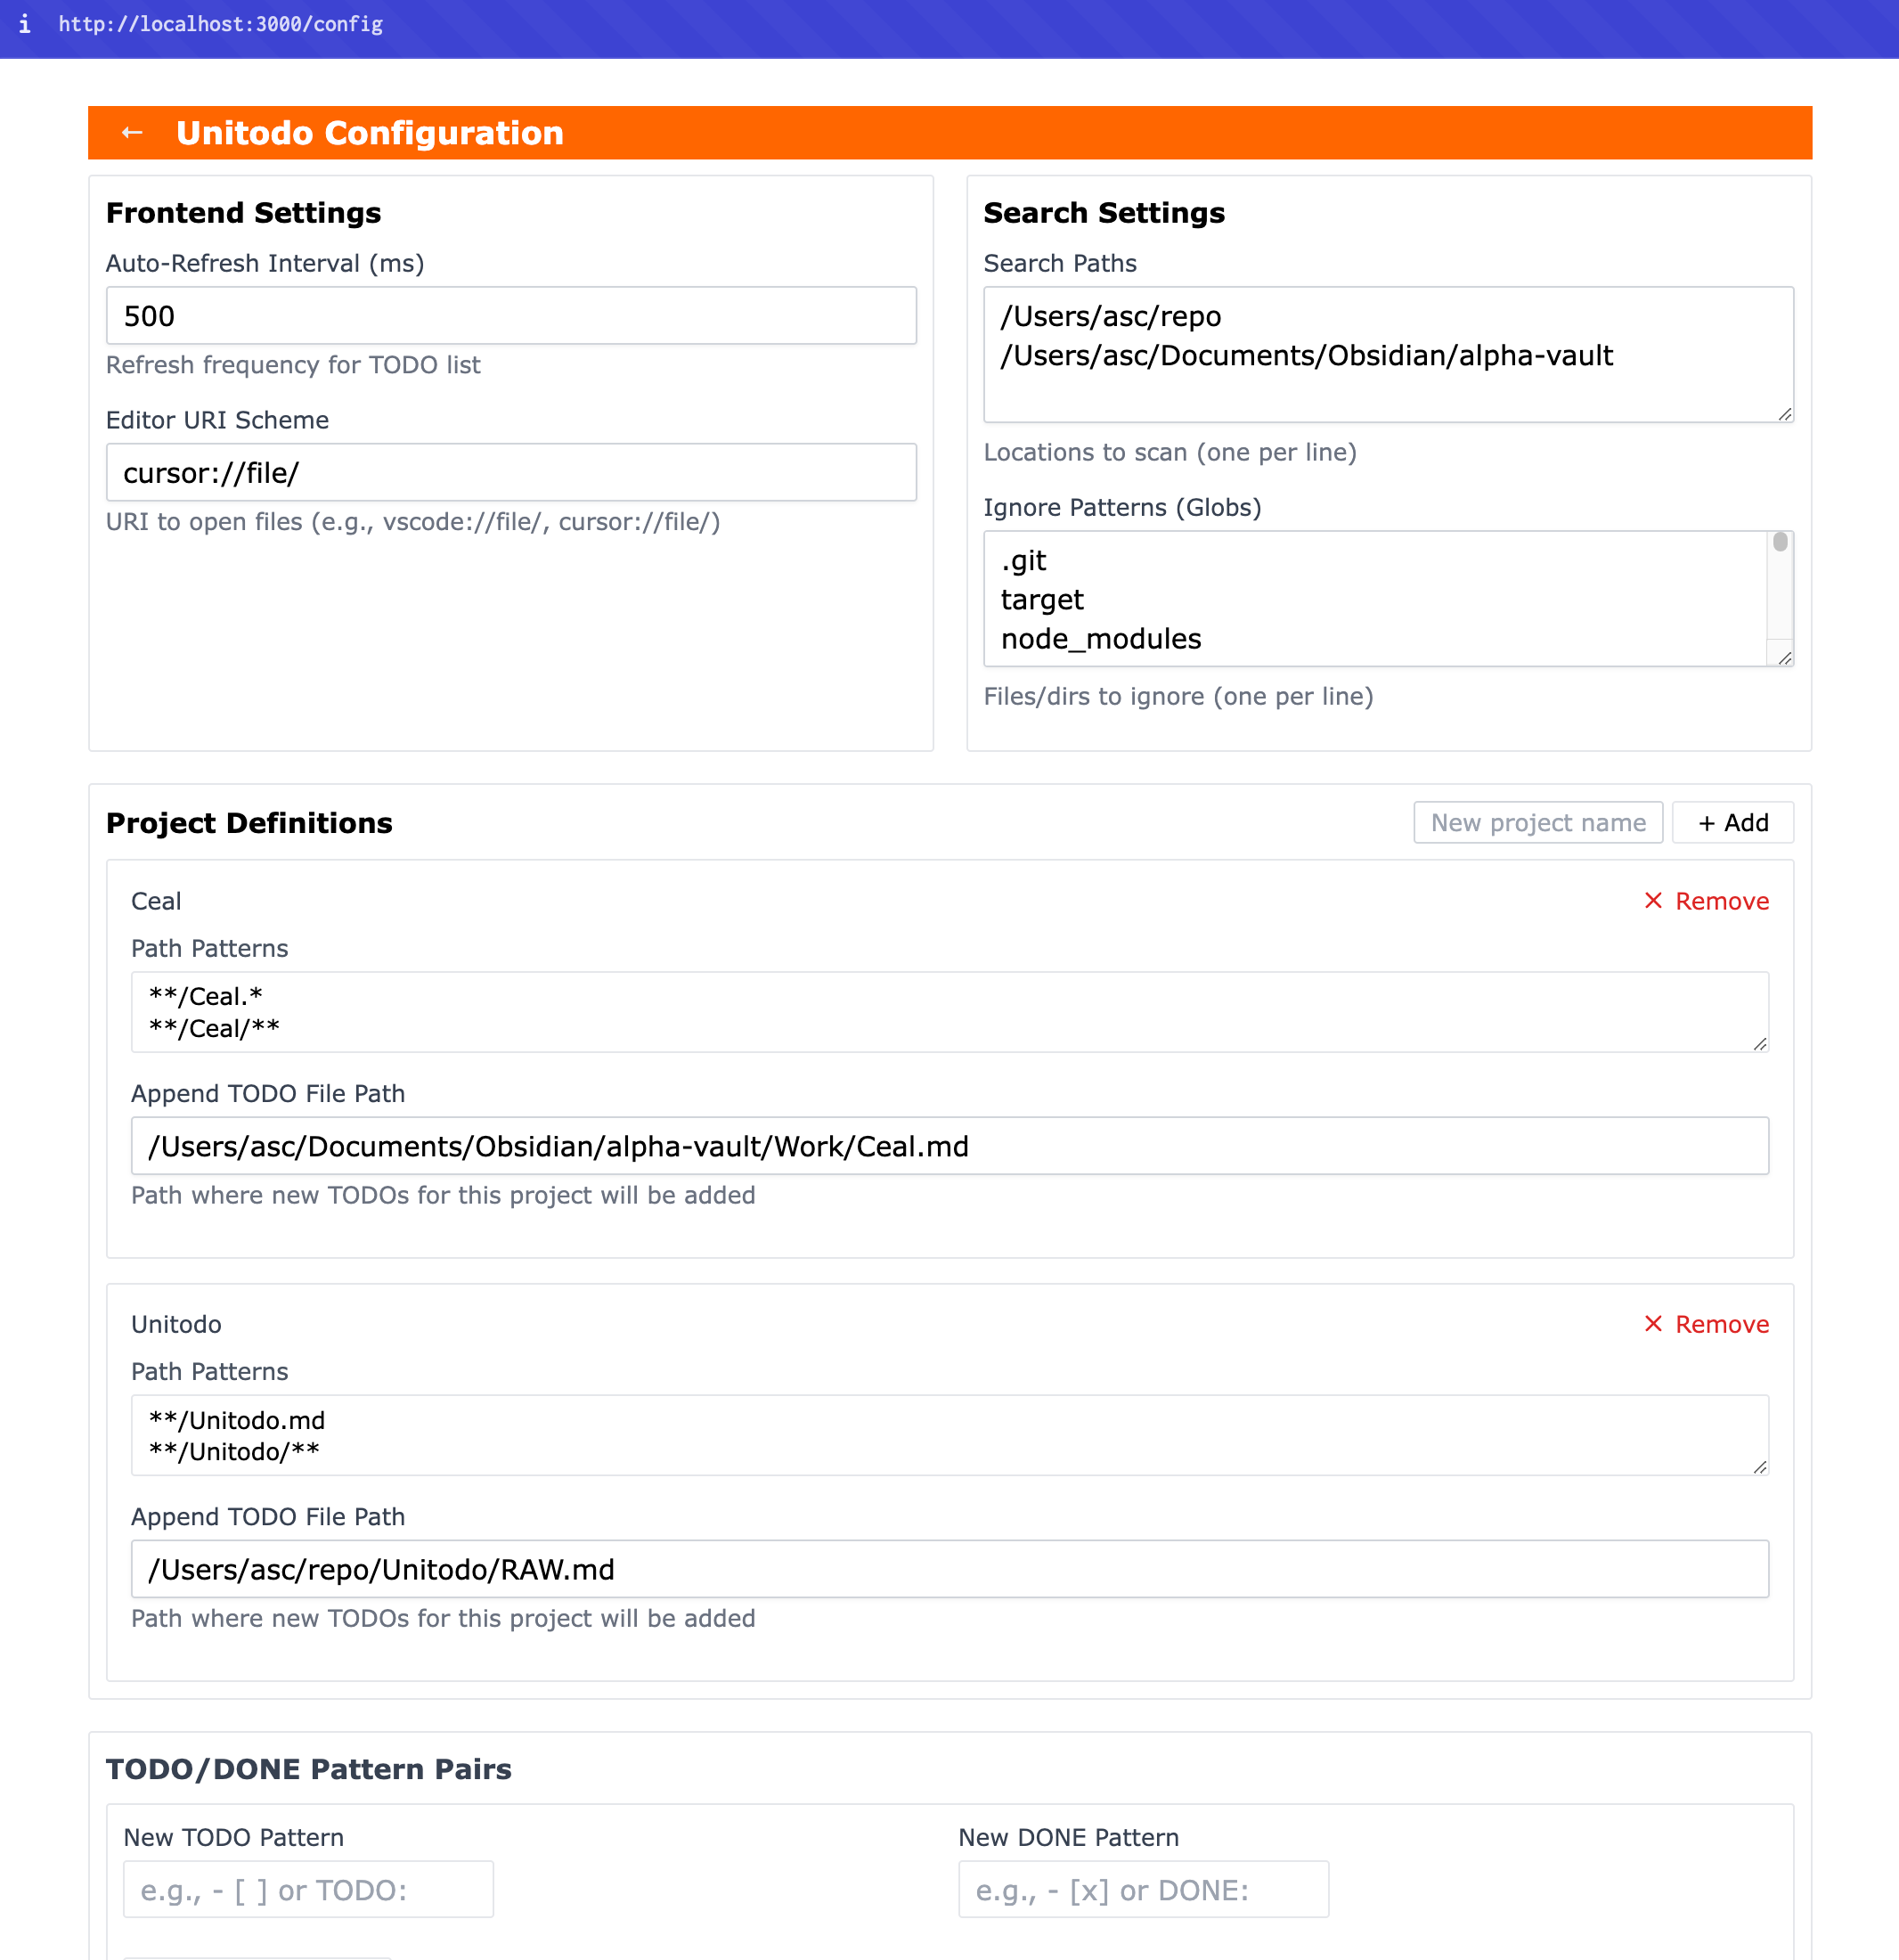 i http://localhost:3000/config
← Unitodo Configuration
Frontend Settings
Auto-Refresh Interval (ms)
500
Refresh frequency for TODO list
Editor URI Scheme
cursor://file/
URI to open files (e.g., vscode://file/, cursor://file/)
Search Settings
Search Paths
/Users/asc/repo
/Users/asc/Documents/Obsidian/alpha-vault
Locations to scan (one per line)
Ignore Patterns (Globs)
.git
target
node_modules
Files/dirs to ignore (one per line)
Project Definitions
New project name
+ Add
Ceal
× Remove
Path Patterns
**/Ceal.*
**/Ceal/**
Append TODO File Path
/Users/asc/Documents/Obsidian/alpha-vault/Work/Ceal.md
Path where new TODOs for this project will be added
Unitodo
× Remove
Path Patterns
**/Unitodo.md
**/Unitodo/**
Append TODO File Path
/Users/asc/repo/Unitodo/RAW.md
Path where new TODOs for this project will be added
TODO/DONE Pattern Pairs
New TODO Pattern
e.g., - [ ] or TODO:
New DONE Pattern
e.g., - [x] or DONE: